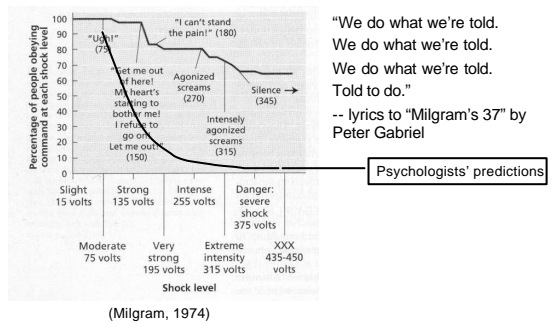 Percentage of people obeying
command at each shock level
100
90
80
70
60
50
40
30
20
10
0
"Ugh!"
(75)
"Get me out
of here!
My heart's
starting to
bother me!
I refuse to
go on!
Let me out!"
(150)
"I can't stand
the pain!" (180)
Agonized
screams
(270)
Intensely
agonized
screams
(315)
Silence
(345)
Slight
15 volts
Moderate
75 volts
Strong
135 volts
Very
strong
195 volts
Intense
255 volts
Extreme
intensity
315 volts
Danger:
severe
shock
375 volts
XXX
435-450
volts
Shock level
(Milgram, 1974)
“We do what we’re told.
We do what we’re told.
We do what we’re told.
Told to do.”
-- lyrics to “Milgram’s 37” by
Peter Gabriel
Psychologists’ predictions